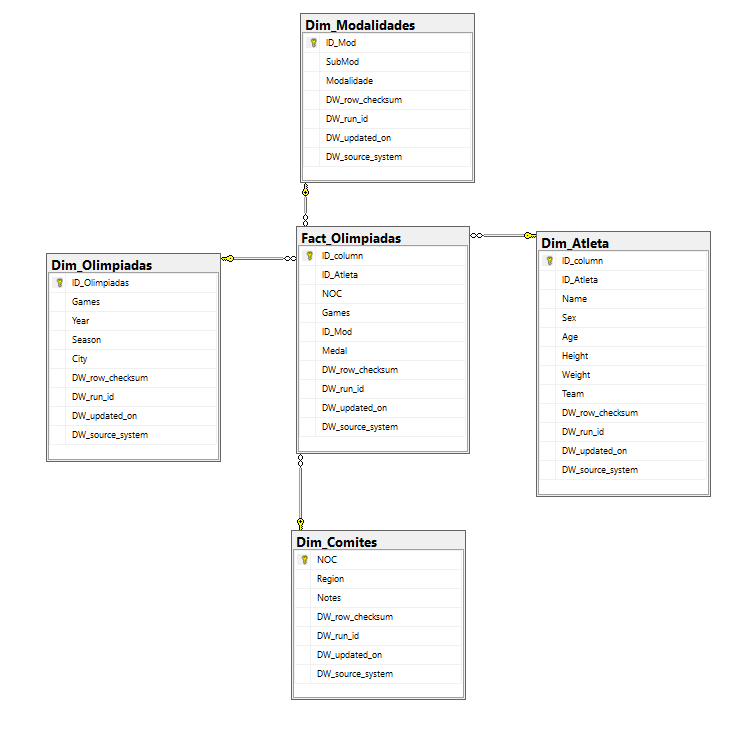 Dim_Modalidades
ID_Mod
SubMod
Modalidade
DW_row_checksum
DW_run_id
DW_updated_on
DW_source_system
Dim_Olimpiadas
ID_Olimpiadas
Games
Year
Season
City
DW_row_checksum
DW_run_id
DW_updated_on
DW_source_system
Fact_Olimpiadas
ID_column
ID_Atleta
NOC
Games
ID_Mod
Medal
DW_row_checksum
DW_run_id
DW_updated_on
DW_source_system
Dim_Atleta
ID_column
ID_Atleta
Name
Sex
Age
Height
Weight
Team
DW_row_checksum
DW_run_id
DW_updated_on
DW_source_system
Dim_Comites
NOC
Region
Notes
DW_row_checksum
DW_run_id
DW_updated_on
DW_source_system